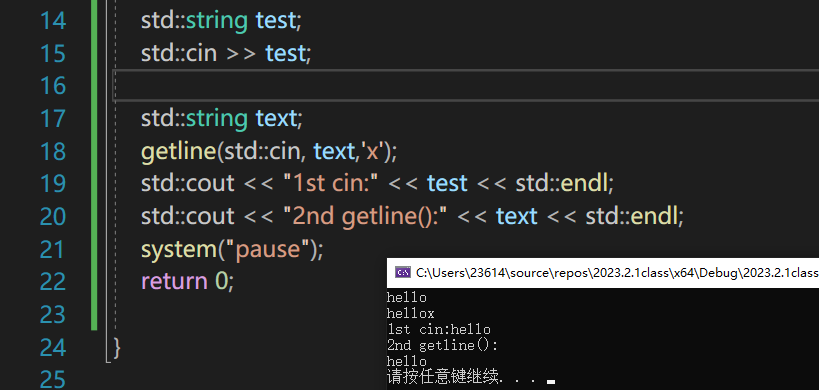 14 std::string test;
15 std::cin >> test;
16
17 std::string text;
18 getline(std::cin, text,'x');
19 std::cout << "1st cin:" << test << std::endl;
20 std::cout << "2nd getline():" << text << std::endl;
21 system("pause");
22 return 0;
23
24 }
25
C:\Users\23614\source\repos\2023.2.1class\x64\Debug\2023.2.1class
hello
hellox
1st cin:hello
2nd getline():
hello
请按任意键继续. . .